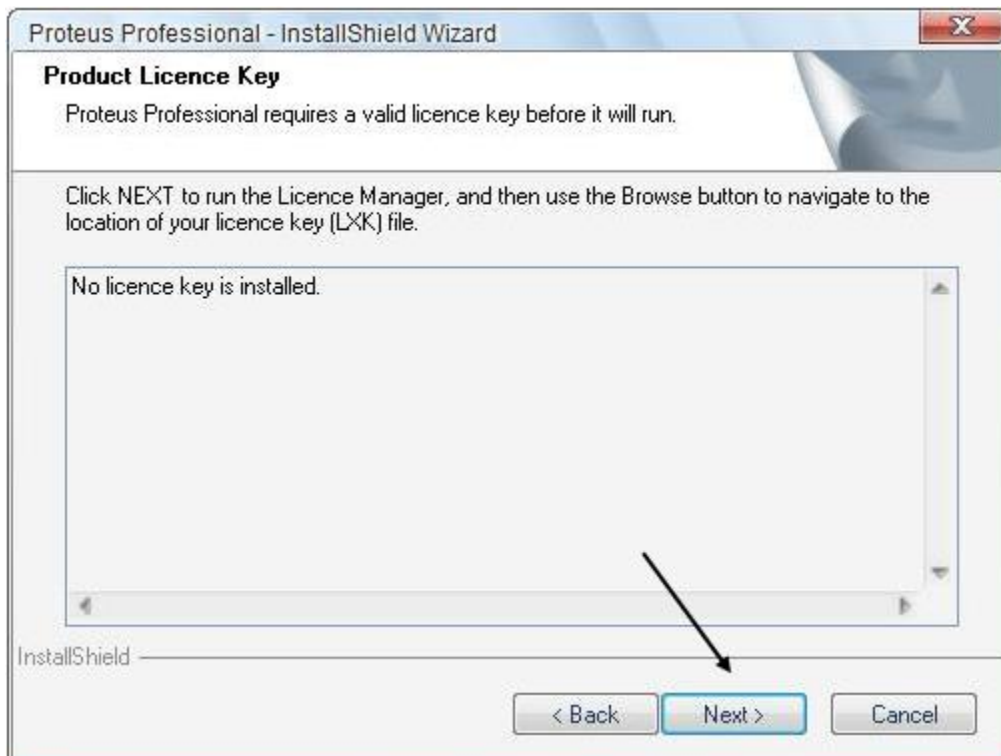 Proteus Professional - InstallShield Wizard
Product Licence Key
Proteus Professional requires a valid licence key before it will run.
Click NEXT to run the Licence Manager, and then use the Browse button to navigate to the
location of your licence key (LXK) file.
No licence key is installed.
InstallShield
< Back Next > Cancel